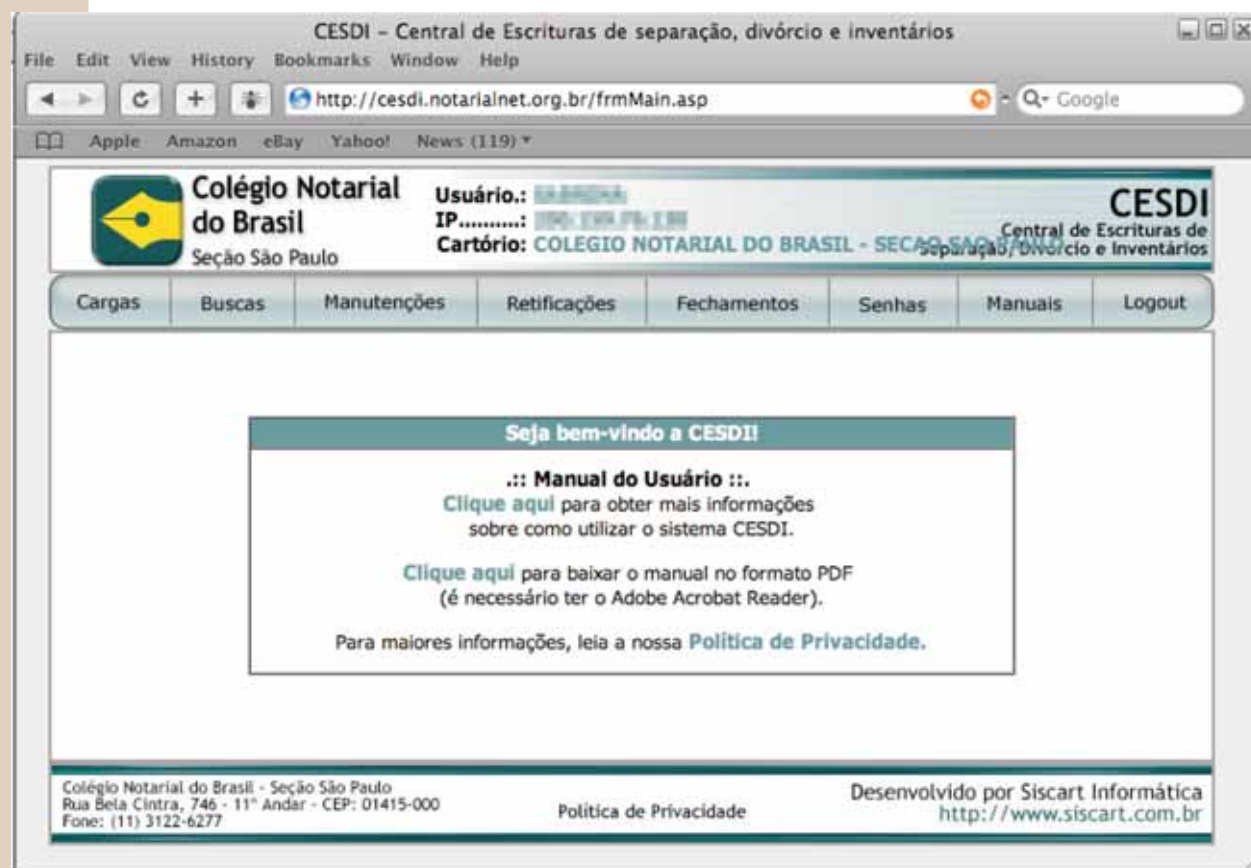 CESDI – Central de Escrituras de separação, divórcio e inventários
File Edit View History Bookmarks Window Help
http://cesdi.notarialnet.org.br/frmMain.asp Q- Google
Apple Amazon eBay Yahoo! News (119)
Colégio Notarial
do Brasil
Seção São Paulo
Usuário.:
IP..........:
Cartório: COLEGIO NOTARIAL DO BRASIL - SECAO SAO PAULO
CESDI
Central de Escrituras de
Separação, Divórcio e Inventários
Cargas Buscas Manutenções Retificações Fechamentos Senhas Manuais Logout
Seja bem-vindo a CESDI!
.:: Manual do Usuário ::.
Clique aqui para obter mais informações
sobre como utilizar o sistema CESDI.
Clique aqui para baixar o manual no formato PDF
(é necessário ter o Adobe Acrobat Reader).
Para maiores informações, leia a nossa Política de Privacidade.
Colégio Notarial do Brasil - Seção São Paulo
Rua Bela Cintra, 746 - 11° Andar - CEP: 01415-000
Fone: (11) 3122-6277
Política de Privacidade
Desenvolvido por Siscart Informática
http://www.siscart.com.br